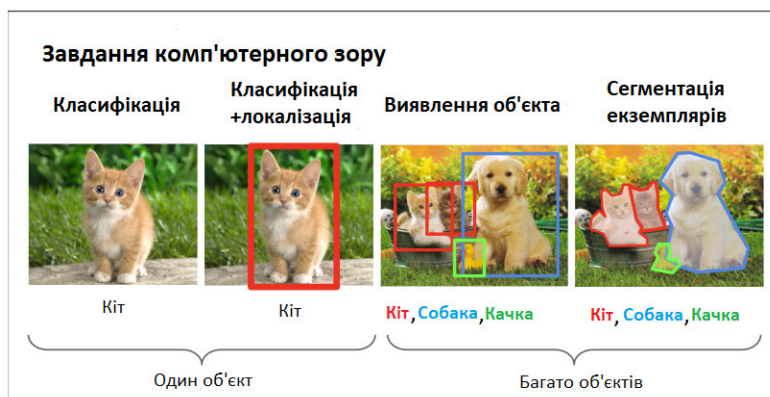 Завдання комп'ютерного зору
Класифікація
Класифікація
+локалізація
Виявлення об'єкта
Сегментація
екземплярів
Кіт
Кіт
Кіт,Собака,Качка
Кіт, Собака,Качка
Один об'єкт
Багато об'єктів